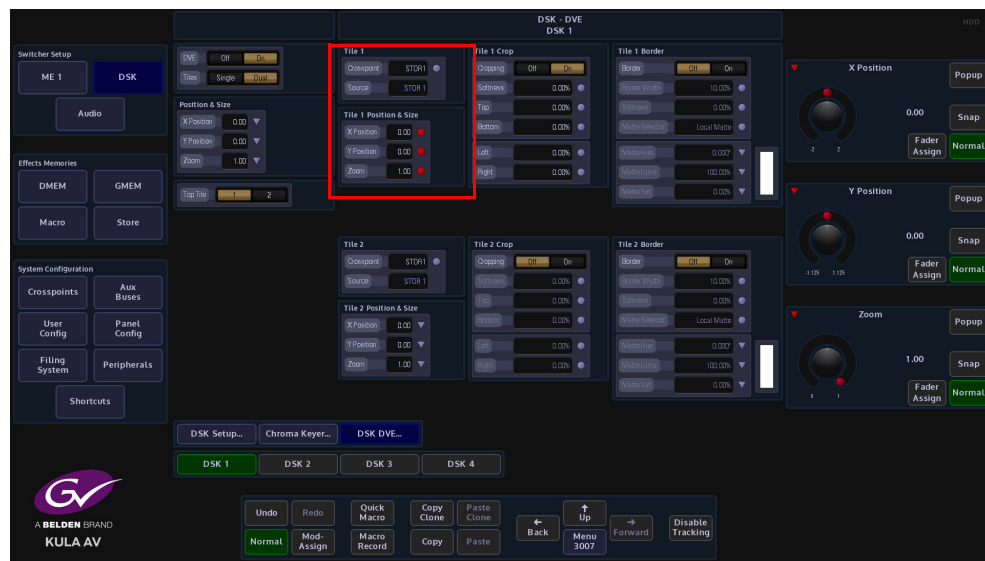 DSK - DVE
DSK 1
HDD
Switcher Setup
ME 1
DSK
Audio
Effects Memories
DMEM
GMEM
Macro
Store
System Configuration
Crosspoints
Aux
Buses
User
Config
Panel
Config
Filing
System
Peripherals
Shortcuts
DVE Off On
Tiles Single Dual
Position & Size
X Position 0.00
Y Position 0.00
Zoom 1.00
Top Tile 1 2
Tile 1
Crosspoint STOR1
Source STOR 1
Tile 1 Position & Size
X Position 0.00
Y Position 0.00
Zoom 1.00
Tile 1 Crop
Cropping Off On
Softness 0.00%
Top 0.00%
Bottom 0.00%
Left 0.00%
Right 0.00%
Tile 1 Border
Border Off On
Border Width 10.00%
Softness 0.00%
Matte Selector Local Matte
Matte Hue 0.000°
Matte Luma 100.00%
Matte Sat 0.00%
Tile 2
Crosspoint STOR1
Source STOR 1
Tile 2 Position & Size
X Position 0.00
Y Position 0.00
Zoom 1.00
Tile 2 Crop
Cropping Off On
Softness 0.00%
Top 0.00%
Bottom 0.00%
Left 0.00%
Right 0.00%
Tile 2 Border
Border Off On
Border Width 10.00%
Softness 0.00%
Matte Selector Local Matte
Matte Hue 0.000°
Matte Luma 100.00%
Matte Sat 0.00%
X Position
Popup
0.00
Snap
-2 2
Fader
Assign
Normal
Y Position
Popup
0.00
Snap
-1.125 1.125
Fader
Assign
Normal
Zoom
Popup
1.00
Snap
0 1
Fader
Assign
Normal
DSK Setup...
Chroma Keyer...
DSK DVE...
DSK 1
DSK 2
DSK 3
DSK 4
GV
A BELDEN BRAND
KULA AV
Undo
Redo
Quick
Macro
Copy
Clone
Paste
Clone
Normal
Mod-
Assign
Macro
Record
Copy
Paste
Back
Up
Menu
3007
Forward
Disable
Tracking